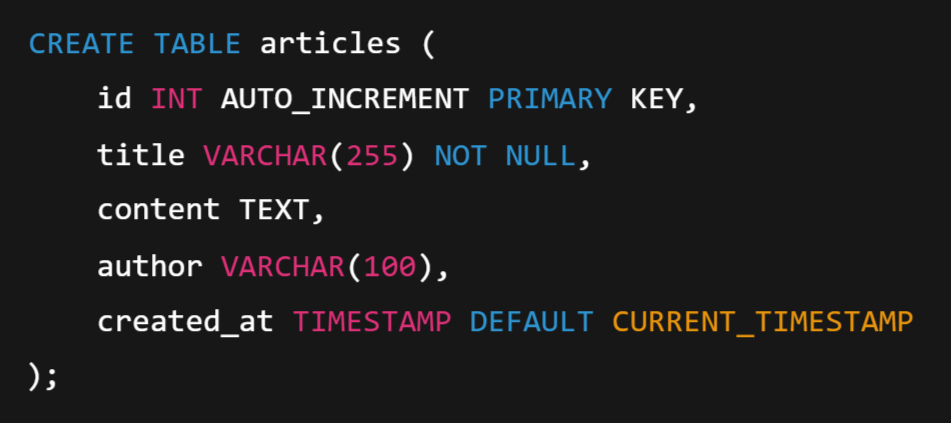 CREATE TABLE articles (
    id INT AUTO_INCREMENT PRIMARY KEY,
    title VARCHAR(255) NOT NULL,
    content TEXT,
    author VARCHAR(100),
    created_at TIMESTAMP DEFAULT CURRENT_TIMESTAMP
);